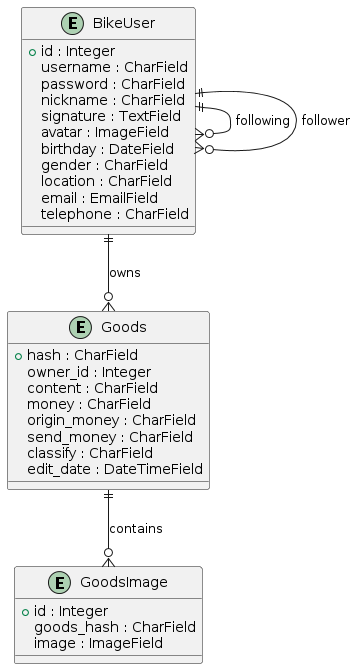 E BikeUser
id : Integer
username : CharField
password : CharField
nickname : CharField
signature : TextField
avatar : ImageField
birthday : DateField
gender : CharField
location : CharField
email : EmailField
telephone : CharField
following
follower
owns
E Goods
hash : CharField
owner_id : Integer
content : CharField
money : CharField
origin_money : CharField
send_money : CharField
classify : CharField
edit_date : DateTimeField
contains
E GoodsImage
id : Integer
goods_hash : CharField
image : ImageField